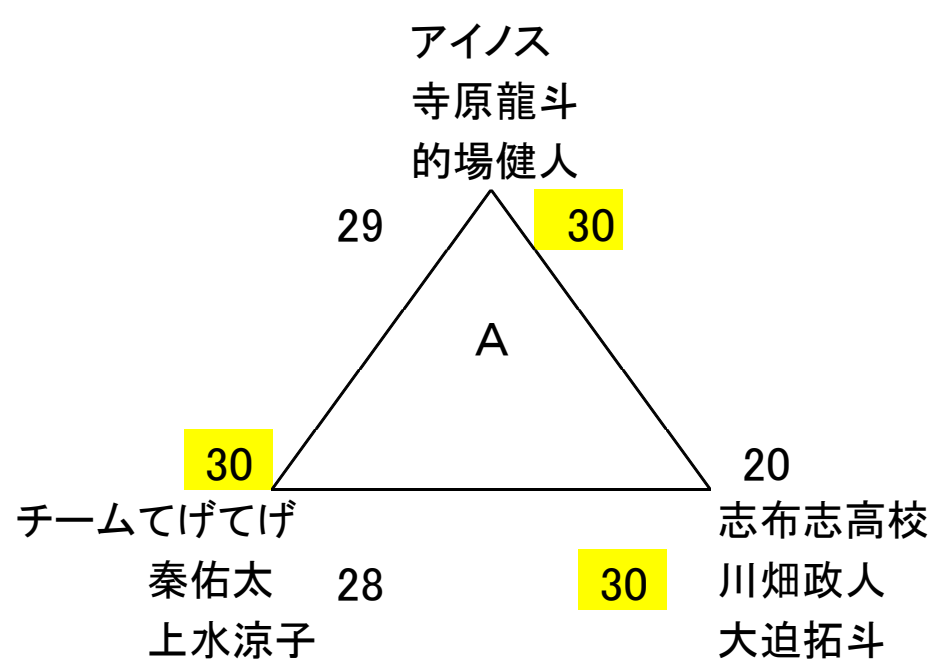 アイノス
寺原龍斗
的場健人
29
30
A
30
20
チームてげてげ
志布志高校
秦佑太
28
30
川畑政人
上水涼子
大迫拓斗